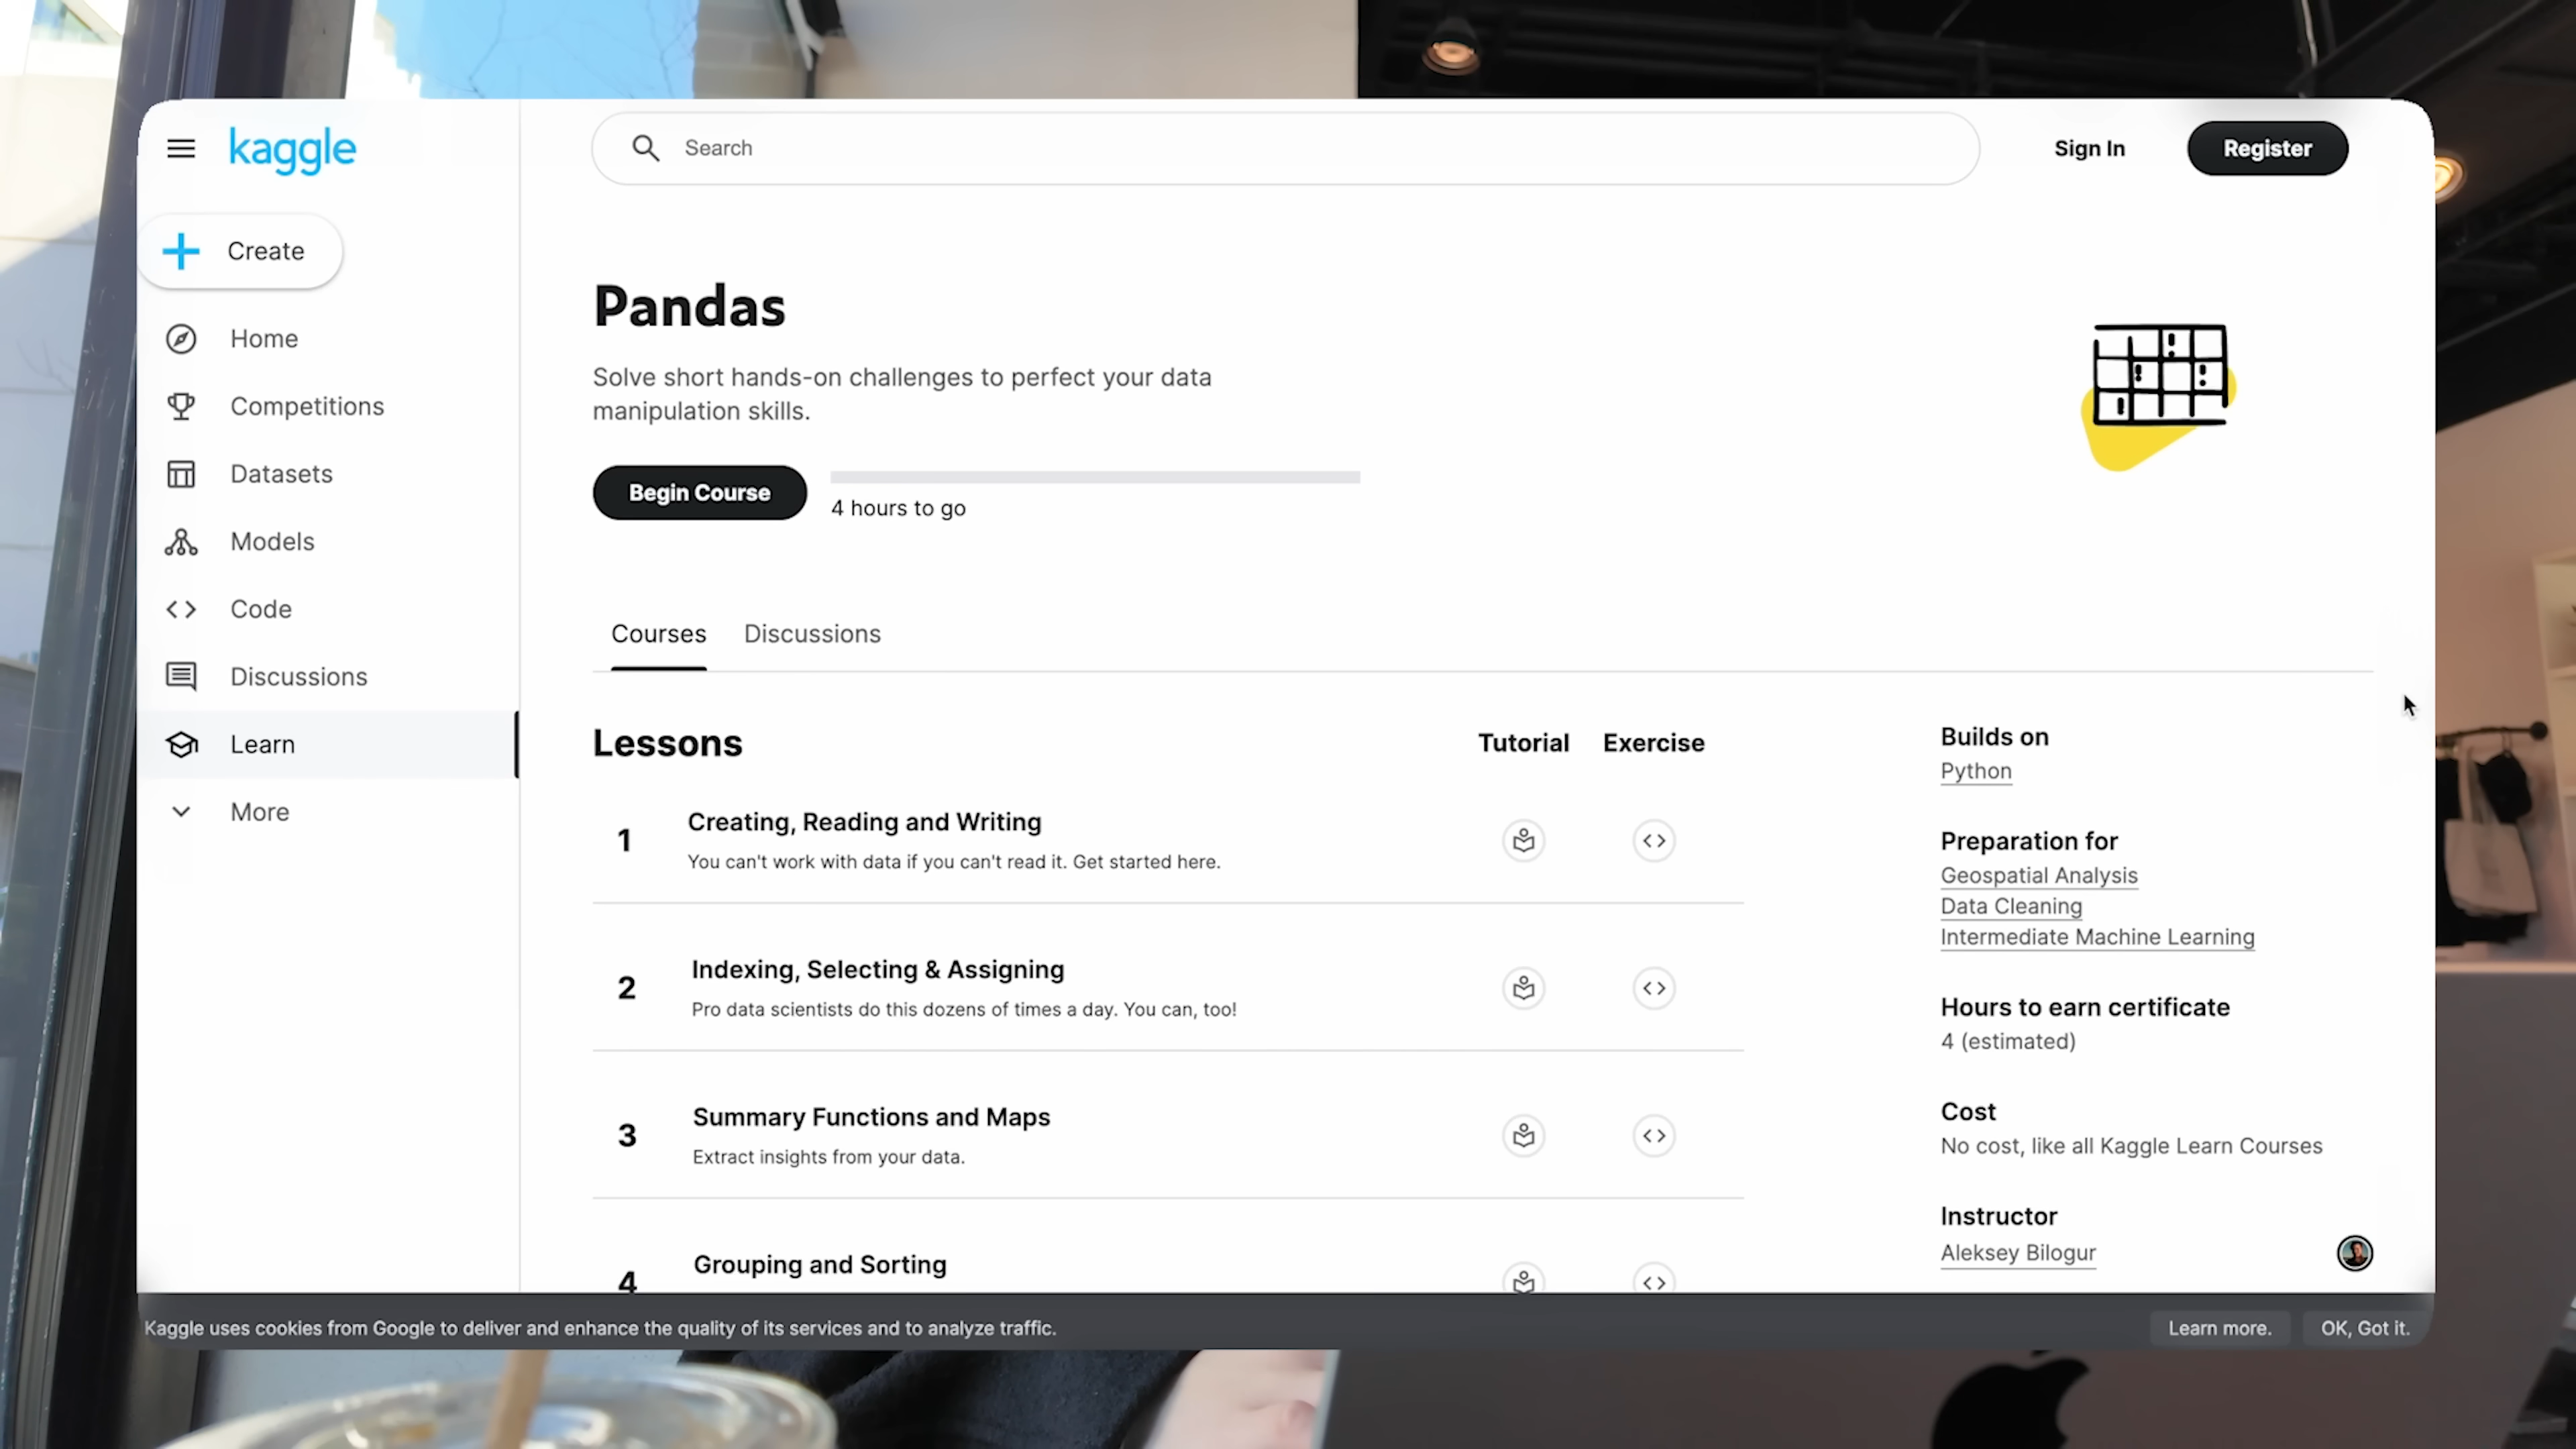 kaggle
Search
Sign In
Register
Create
Home
Competitions
Datasets
Models
Code
Discussions
Learn
More
Pandas
Solve short hands-on challenges to perfect your data
manipulation skills.
Begin Course
4 hours to go
Courses Discussions
Lessons Tutorial Exercise
1 Creating, Reading and Writing
You can't work with data if you can't read it. Get started here.
2 Indexing, Selecting & Assigning
Pro data scientists do this dozens of times a day. You can, too!
3 Summary Functions and Maps
Extract insights from your data.
4 Grouping and Sorting
Builds on
Python
Preparation for
Geospatial Analysis
Data Cleaning
Intermediate Machine Learning
Hours to earn certificate
4 (estimated)
Cost
No cost, like all Kaggle Learn Courses
Instructor
Aleksey Bilogur
Kaggle uses cookies from Google to deliver and enhance the quality of its services and to analyze traffic.
Learn more.
OK, Got it.